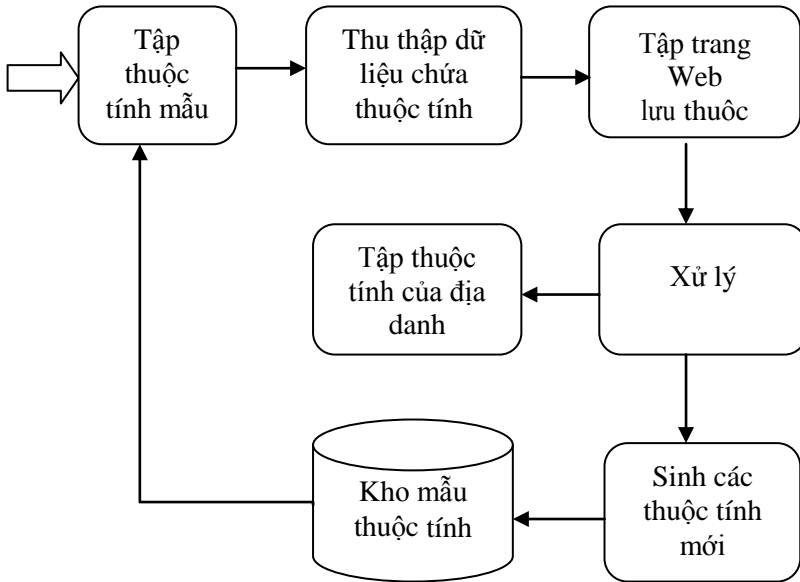 Tập
thuộc
tính mẫu
Thu thập dữ
liệu chứa
thuộc tính
Tập trang
Web
lưu thuôc
Xử lý
Tập thuộc
tính của địa
danh
Kho mẫu
thuộc tính
Sinh các
thuộc tính
mới